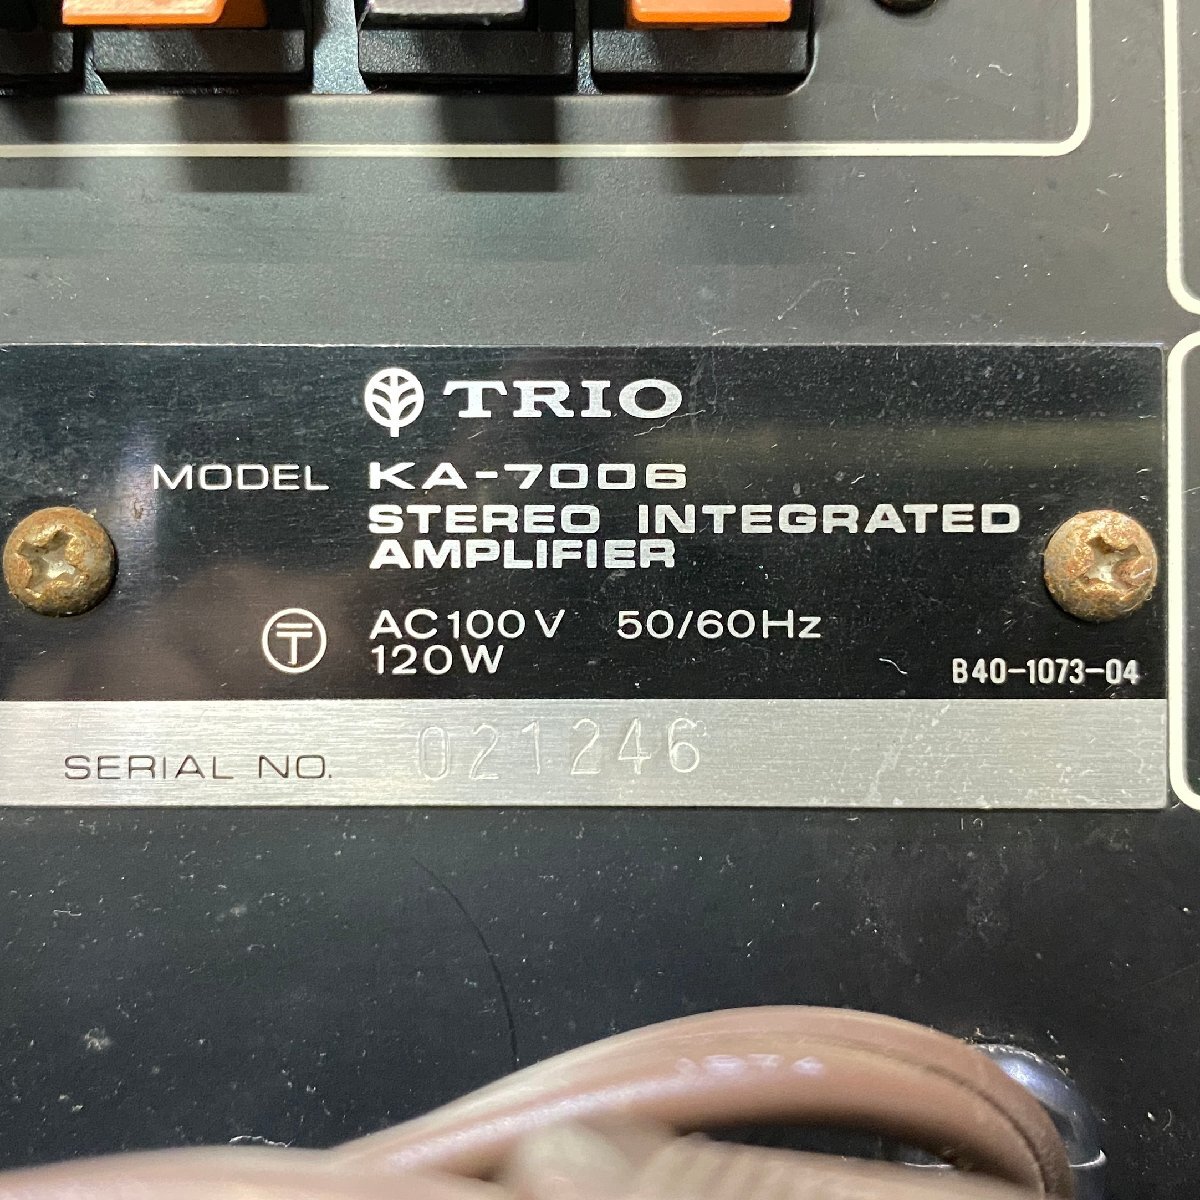 TRIO
MODEL KA-7006
STEREO INTEGRATED
AMPLIFIER
T AC100V 50/60Hz
120W
B40-1073-04
SERIAL NO. 021246